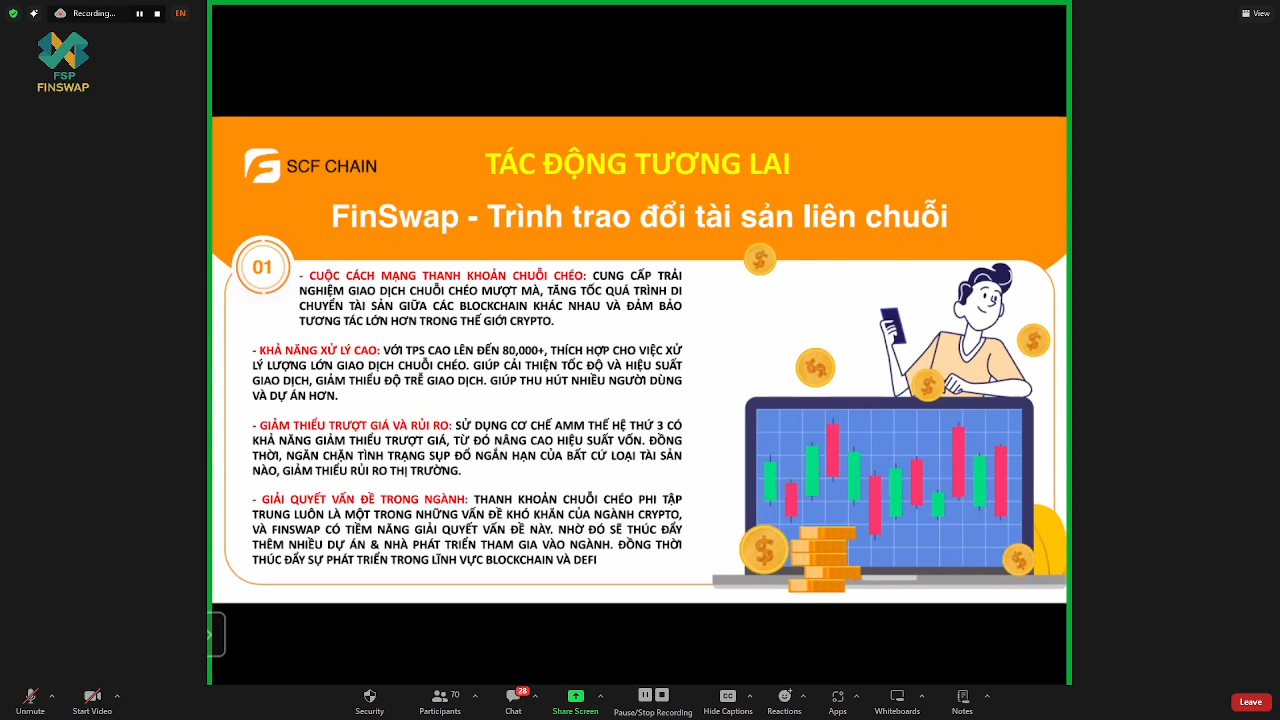 Recording...
EN
View
FSP
FINSWAP
SCF CHAIN
TÁC ĐỘNG TƯƠNG LAI
FinSwap - Trình trao đổi tài sản liên chuỗi
01
- CUỘC CÁCH MẠNG THANH KHOẢN CHUỖI CHÉO: CUNG CẤP TRẢI
NGHIỆM GIAO DỊCH CHUỖI CHÉO MƯỢT MÀ, TĂNG TỐC QUÁ TRÌNH DI
CHUYỂN TÀI SẢN GIỮA CÁC BLOCKCHAIN KHÁC NHAU VÀ ĐẢM BẢO
TƯƠNG TÁC LỚN HƠN TRONG THẾ GIỚI CRYPTO.
- KHẢ NĂNG XỬ LÝ CAO: VỚI TPS CAO LÊN ĐẾN 80,000+, THÍCH HỢP CHO VIỆC XỬ
LÝ LƯỢNG LỚN GIAO DỊCH CHUỖI CHÉO. GIÚP CẢI THIỆN TỐC ĐỘ VÀ HIỆU SUẤT
GIAO DỊCH, GIẢM THIỂU ĐỘ TRỄ GIAO DỊCH. GIÚP THU HÚT NHIỀU NGƯỜI DÙNG
VÀ DỰ ÁN HƠN.
- GIẢM THIỂU TRƯỢT GIÁ VÀ RỦI RO: SỬ DỤNG CƠ CHẾ AMM THẾ HỆ THỨ 3 CÓ
KHẢ NĂNG GIẢM THIỂU TRƯỢT GIÁ, TỪ ĐÓ NÂNG CAO HIỆU SUẤT VỐN. ĐỒNG
THỜI, NGĂN CHẶN TÌNH TRẠNG SỤP ĐỔ NGẮN HẠN CỦA BẤT CỨ LOẠI TÀI SẢN
NÀO, GIẢM THIỂU RỦI RO THỊ TRƯỜNG.
- GIẢI QUYẾT VẤN ĐỀ TRONG NGÀNH: THANH KHOẢN CHUỖI CHÉO PHI TẬP
TRUNG LUÔN LÀ MỘT TRONG NHỮNG VẤN ĐỀ KHÓ KHĂN CỦA NGÀNH CRYPTO,
VÀ FINSWAP CÓ TIỀM NĂNG GIẢI QUYẾT VẤN ĐỀ NÀY. NHỜ ĐÓ SẼ THÚC ĐẨY
THÊM NHIỀU DỰ ÁN & NHÀ PHÁT TRIỂN THAM GIA VÀO NGÀNH. ĐỒNG THỜI
THÚC ĐẨY SỰ PHÁT TRIỂN TRONG LĨNH VỰC BLOCKCHAIN VÀ DEFI
Unmute
Start Video
Security
70
Participants
28
Chat
Share Screen
Pause/Stop Recording
Hide Captions
Reactions
Apps
Whiteboards
Notes
Leave